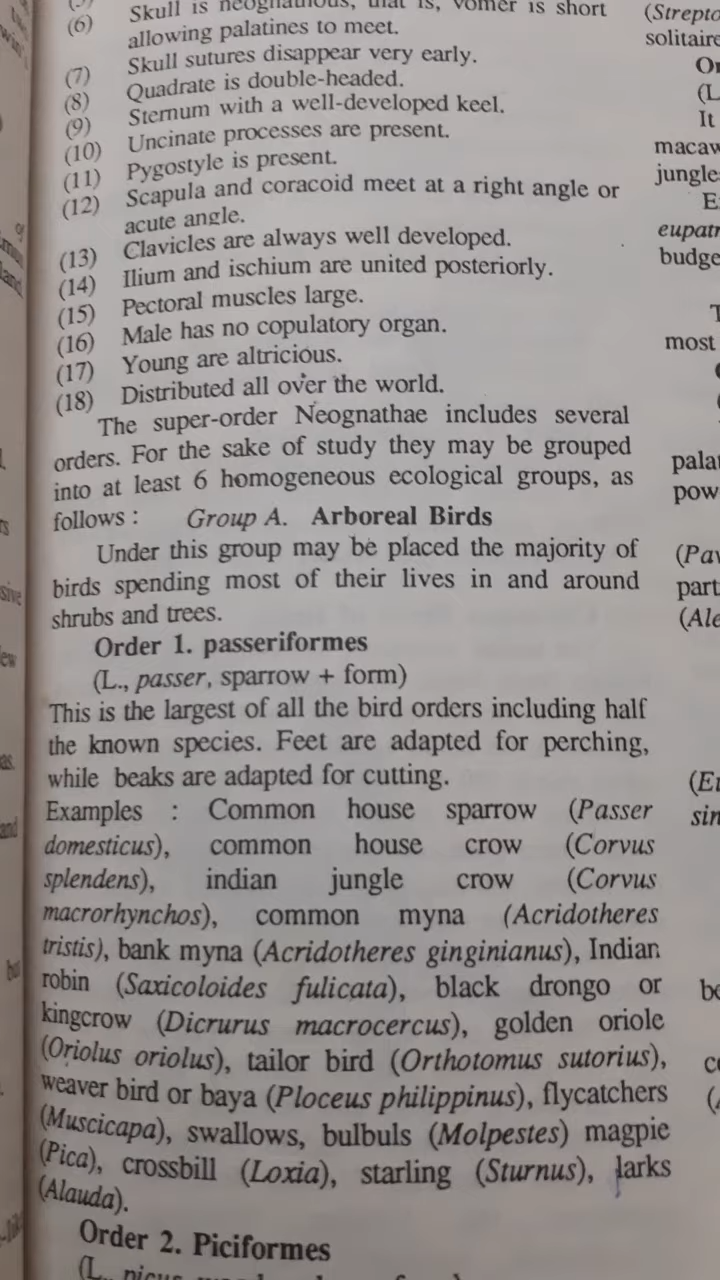 (6) Skull is neognathous, that is, vomer is short
allowing palatines to meet.
(7) Skull sutures disappear very early.
(8) Quadrate is double-headed.
(9) Sternum with a well-developed keel.
(10) Uncinate processes are present.
(11) Pygostyle is present.
(12) Scapula and coracoid meet at a right angle or
acute angle.
(13) Clavicles are always well developed.
(14) Ilium and ischium are united posteriorly.
(15) Pectoral muscles large.
(16) Male has no copulatory organ.
(17) Young are altricious.
(18) Distributed all over the world.
The super-order Neognathae includes several
orders. For the sake of study they may be grouped
into at least 6 homogeneous ecological groups, as
follows : Group A. Arboreal Birds
Under this group may be placed the majority of
birds spending most of their lives in and around
shrubs and trees.
Order 1. passeriformes
(L., passer, sparrow + form)
This is the largest of all the bird orders including half
the known species. Feet are adapted for perching,
while beaks are adapted for cutting.
Examples : Common house sparrow (Passer
domesticus), common house crow (Corvus
splendens), indian jungle crow (Corvus
macrorhynchos), common myna (Acridotheres
tristis), bank myna (Acridotheres ginginianus), Indian
robin (Saxicoloides fulicata), black drongo or
kingcrow (Dicrurus macrocercus), golden oriole
(Oriolus oriolus), tailor bird (Orthotomus sutorius),
weaver bird or baya (Ploceus philippinus), flycatchers
(Muscicapa), swallows, bulbuls (Molpestes) magpie
(Pica), crossbill (Loxia), starling (Sturnus), larks
(Alauda).
Order 2. Piciformes
(L., picus
(Strepto
solitaire
Or
(L
It
macaw
jungle
eupatr
budge
most
palat
pow
(Pav
part
(Ale
sin